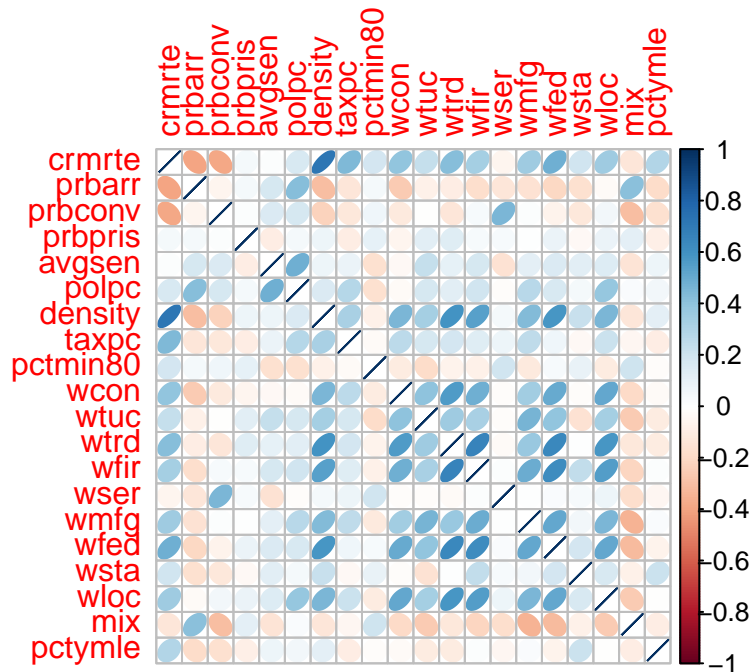 crmrte prbarr prbconv prbpris avgsen polpc density taxpc pctmin80 wcon wtuc wtrd wfir wser wmfg wfed wsta wloc mix pctymle
crmrte
prbarr
prbconv
prbpris
avgsen
polpc
density
taxpc
pctmin80
wcon
wtuc
wtrd
wfir
wser
wmfg
wfed
wsta
wloc
mix
pctymle
1
0.8
0.6
0.4
0.2
0
−0.2
−0.4
−0.6
−0.8
−1